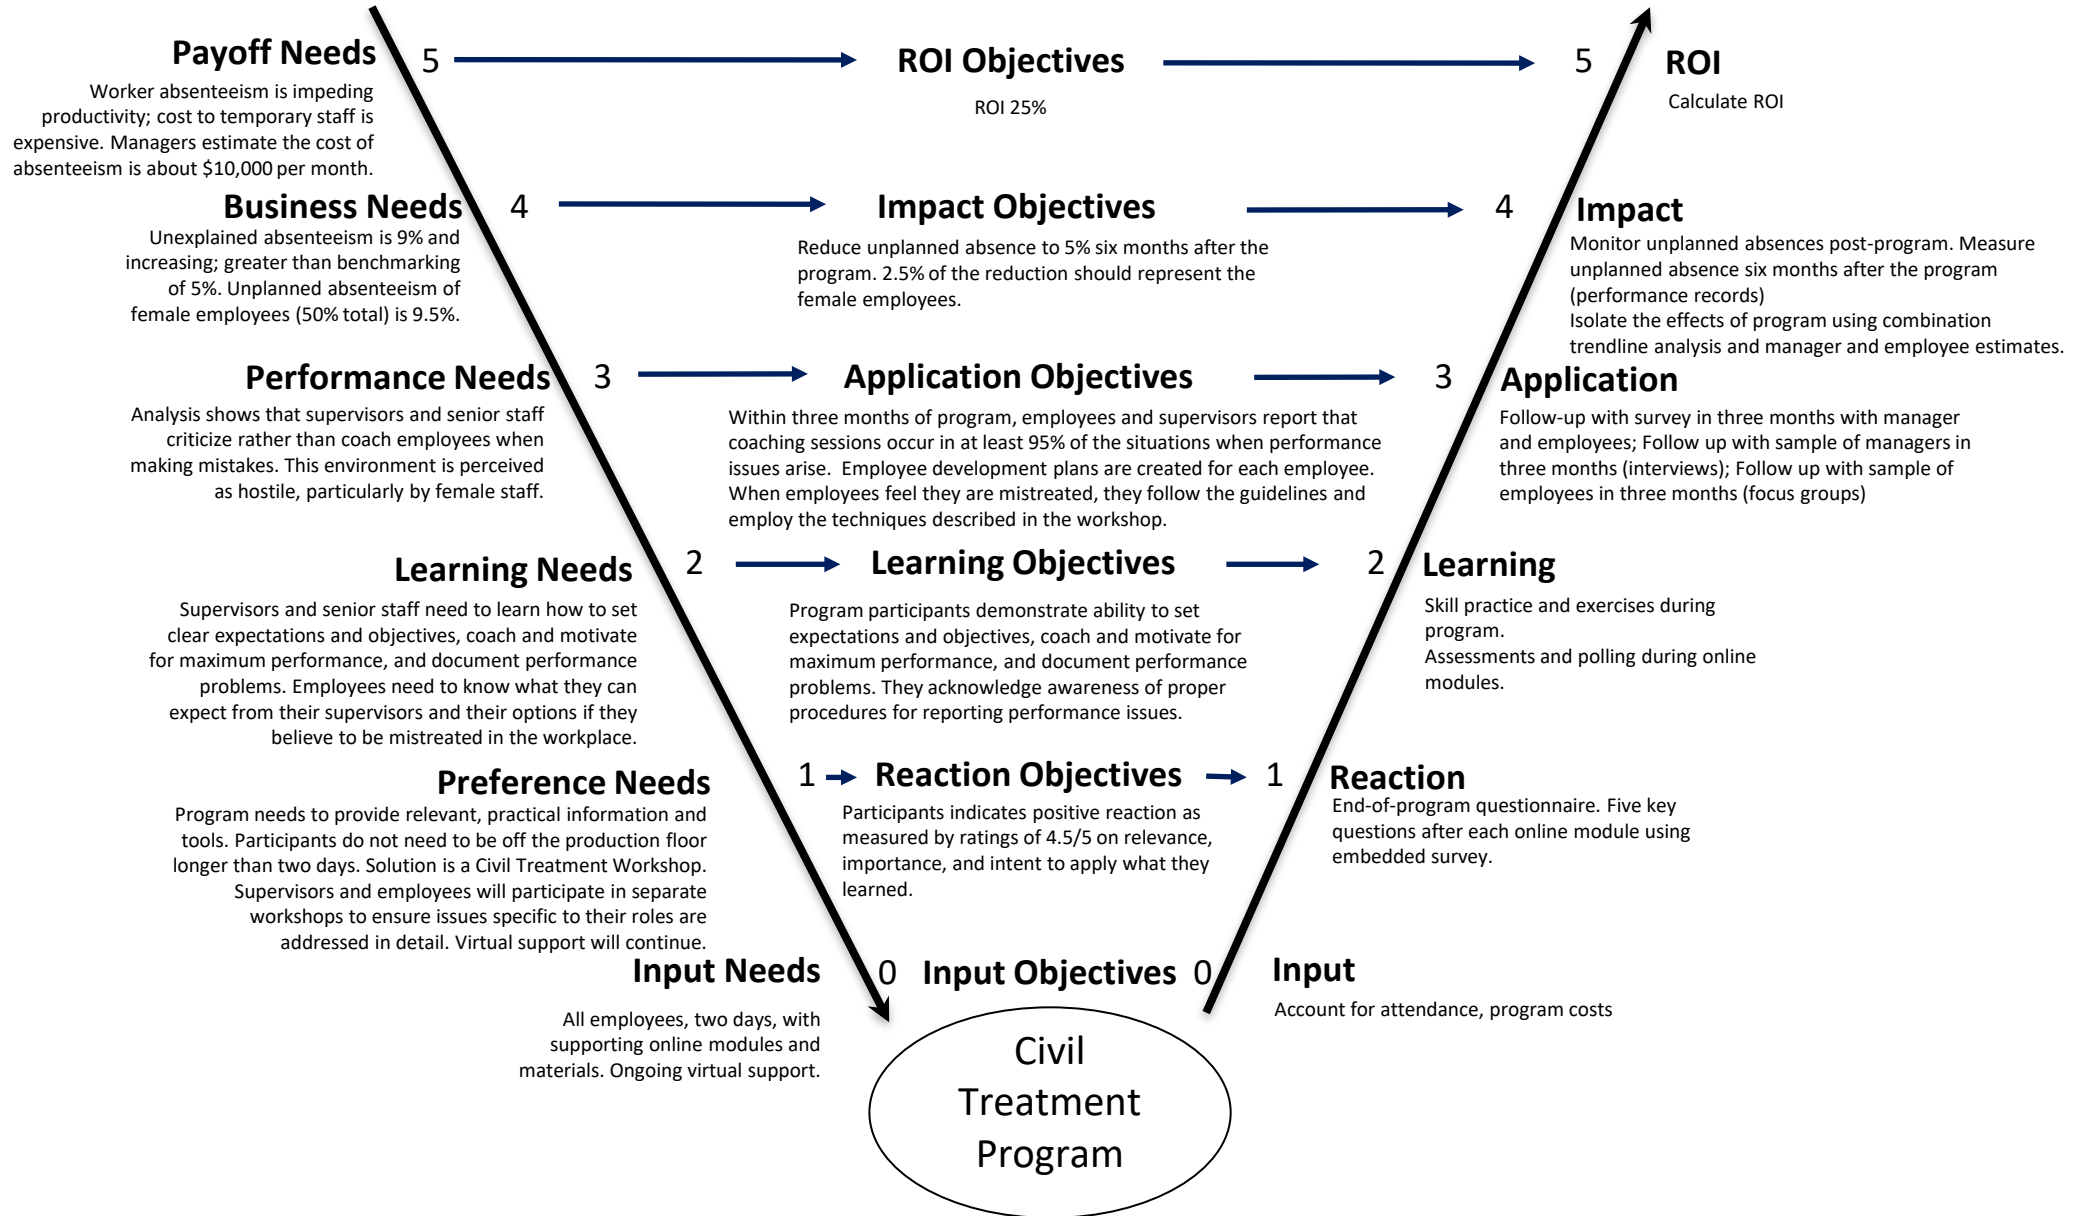 Payoff Needs
5
ROI Objectives
5
ROI
Worker absenteeism is impeding
productivity; cost to temporary staff is
expensive. Managers estimate the cost of
absenteeism is about $10,000 per month.
ROI 25%
Calculate ROI
Business Needs
4
Impact Objectives
4
Impact
Unexplained absenteeism is 9% and
increasing; greater than benchmarking
of 5%. Unplanned absenteeism of
female employees (50% total) is 9.5%.
Reduce unplanned absence to 5% six months after the
program. 2.5% of the reduction should represent the
female employees.
Monitor unplanned absences post-program. Measure
unplanned absence six months after the program
(performance records)
Isolate the effects of program using combination
trendline analysis and manager and employee estimates.
Performance Needs
3
Application Objectives
3
Application
Analysis shows that supervisors and senior staff
criticize rather than coach employees when
making mistakes. This environment is perceived
as hostile, particularly by female staff.
Within three months of program, employees and supervisors report that
coaching sessions occur in at least 95% of the situations when performance
issues arise.  Employee development plans are created for each employee.
When employees feel they are mistreated, they follow the guidelines and
employ the techniques described in the workshop.
Follow-up with survey in three months with manager
and employees; Follow up with sample of managers in
three months (interviews); Follow up with sample of
employees in three months (focus groups)
Learning Needs
2
Learning Objectives
2
Learning
Supervisors and senior staff need to learn how to set
clear expectations and objectives, coach and motivate
for maximum performance, and document performance
problems. Employees need to know what they can
expect from their supervisors and their options if they
believe to be mistreated in the workplace.
Program participants demonstrate ability to set
expectations and objectives, coach and motivate for
maximum performance, and document performance
problems. They acknowledge awareness of proper
procedures for reporting performance issues.
Skill practice and exercises during
program.
Assessments and polling during online
modules.
Preference Needs
1
Reaction Objectives
1
Reaction
Program needs to provide relevant, practical information and
tools. Participants do not need to be off the production floor
longer than two days. Solution is a Civil Treatment Workshop.
Supervisors and employees will participate in separate
workshops to ensure issues specific to their roles are
addressed in detail. Virtual support will continue.
Participants indicates positive reaction as
measured by ratings of 4.5/5 on relevance,
importance, and intent to apply what they
learned.
End-of-program questionnaire. Five key
questions after each online module using
embedded survey.
Input Needs
0
Input Objectives
0
Input
All employees, two days, with
supporting online modules and
materials. Ongoing virtual support.
Account for attendance, program costs
Civil
Treatment
Program